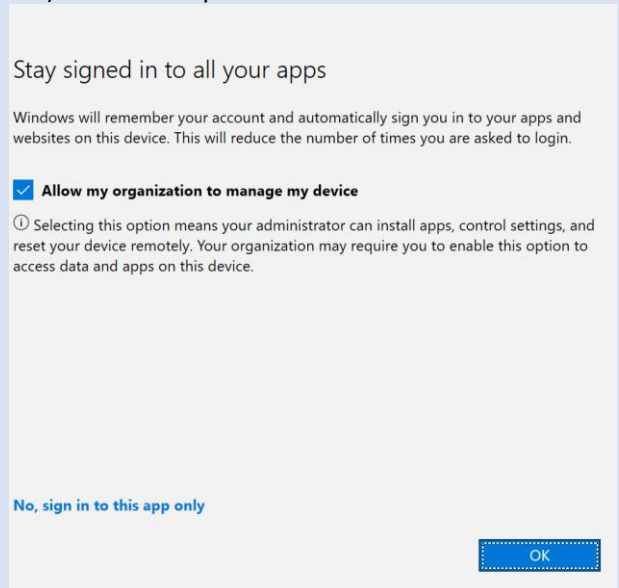 Stay signed in to all your apps
Windows will remember your account and automatically sign you in to your apps and
websites on this device. This will reduce the number of times you are asked to login.
Allow my organization to manage my device
Selecting this option means your administrator can install apps, control settings, and
reset your device remotely. Your organization may require you to enable this option to
access data and apps on this device.
No, sign in to this app only
OK